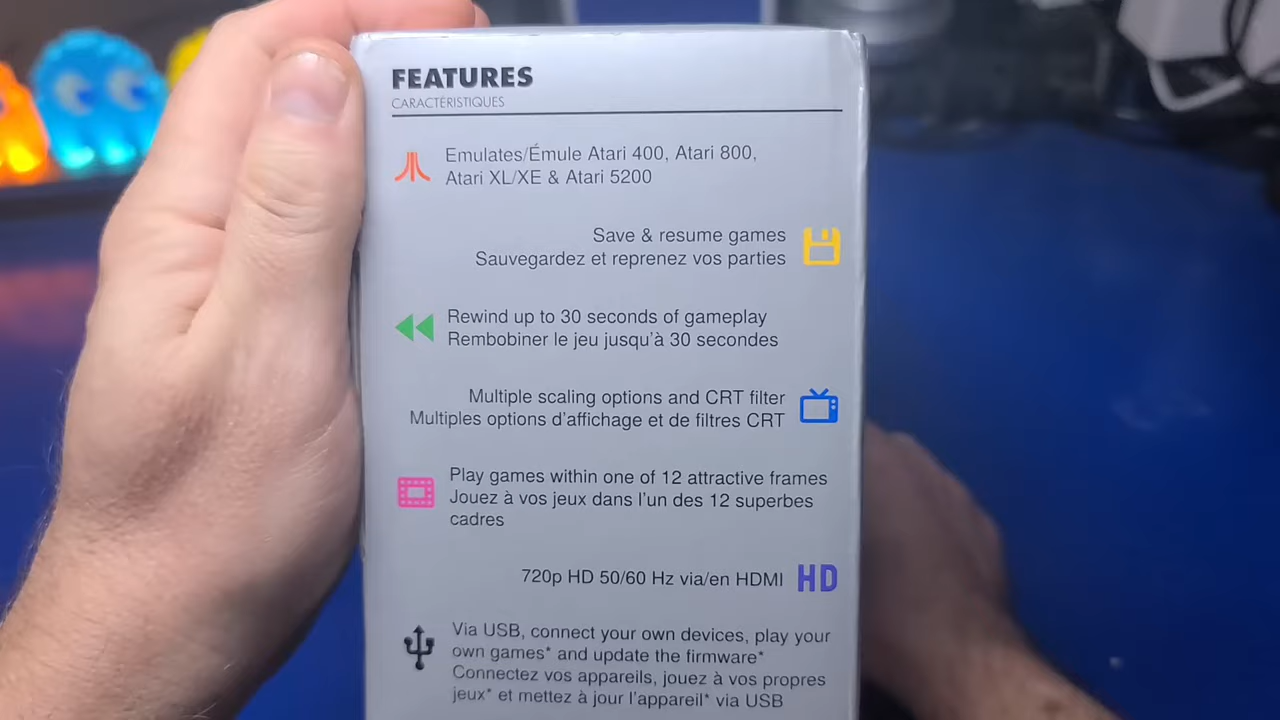 FEATURES
CARACTÉRISTIQUES
Emulates/Émule Atari 400, Atari 800,
Atari XL/XE & Atari 5200
Save & resume games
Sauvegardez et reprenez vos parties
Rewind up to 30 seconds of gameplay
Rembobiner le jeu jusqu'à 30 secondes
Multiple scaling options and CRT filter
Multiples options d'affichage et de filtres CRT
Play games within one of 12 attractive frames
Jouez à vos jeux dans l'un des 12 superbes
cadres
720p HD 50/60 Hz via/en HDMI
HD
Via USB, connect your own devices, play your
own games* and update the firmware*
Connectez vos appareils, jouez à vos propres
jeux* et mettez à jour l'appareil* via USB